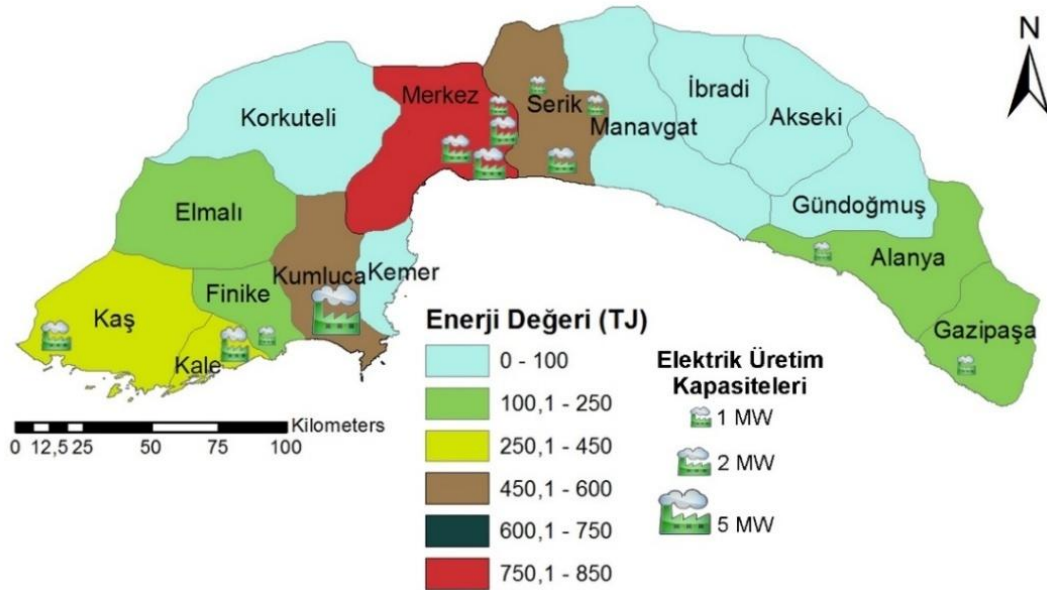 N
Korkuteli
Merkez
Serik
Manavgat
İbradi
Akseki
Gündoğmuş
Elmalı
Alanya
Kumluca
Kemer
Finike
Kaş
Kale
Gazipaşa
Kilometers
0 12,5 25 50 75 100
Enerji Değeri (TJ)
0 - 100
100,1 - 250
250,1 - 450
450,1 - 600
600,1 - 750
750,1 - 850
Elektrik Üretim
Kapasiteleri
1 MW
2 MW
5 MW